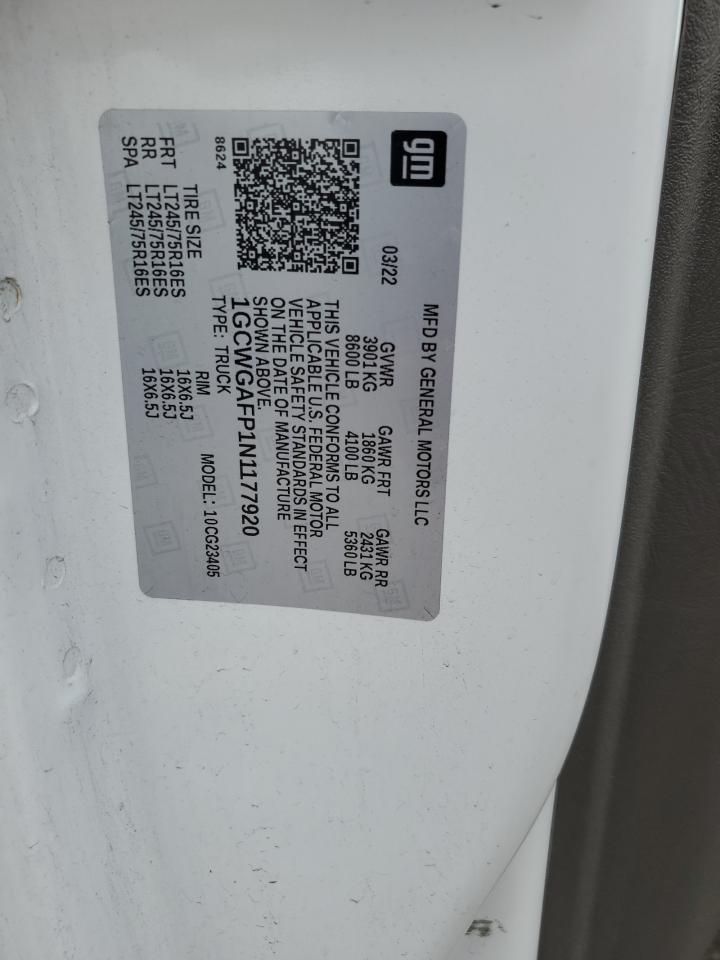 gm
MFD BY GENERAL MOTORS LLC
03/22
GVWR GAWR FRT GAWR RR
3901 KG 1860 KG 2431 KG
8600 LB 4100 LB 5360 LB
THIS VEHICLE CONFORMS TO ALL
APPLICABLE U.S. FEDERAL MOTOR
VEHICLE SAFETY STANDARDS IN EFFECT
ON THE DATE OF MANUFACTURE
SHOWN ABOVE.
1GCWGAFP1N1177920
8624
TYPE: TRUCK MODEL: 10CG23405
TIRE SIZE RIM
FRT LT245/75R16ES 16X6.5J
RR LT245/75R16ES 16X6.5J
SPA LT245/75R16ES 16X6.5J